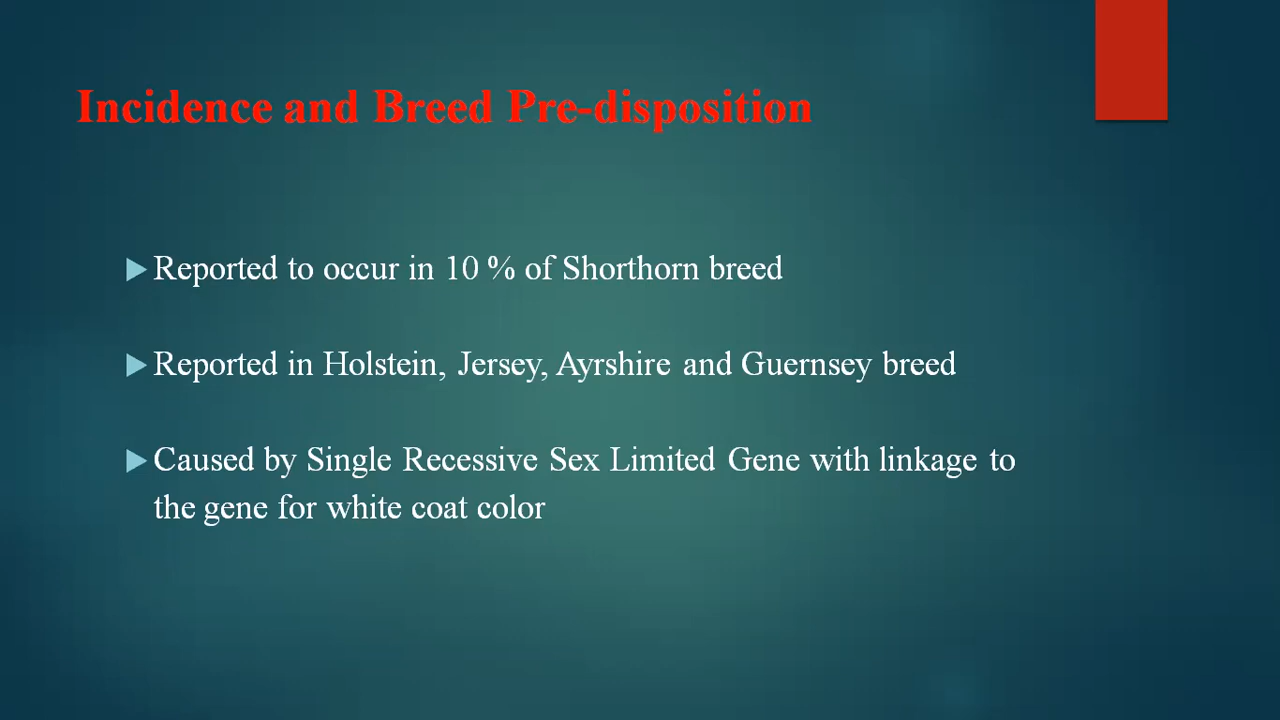 Incidence and Breed Pre-disposition
Reported to occur in 10 % of Shorthorn breed
Reported in Holstein, Jersey, Ayrshire and Guernsey breed
Caused by Single Recessive Sex Limited Gene with linkage to
the gene for white coat color